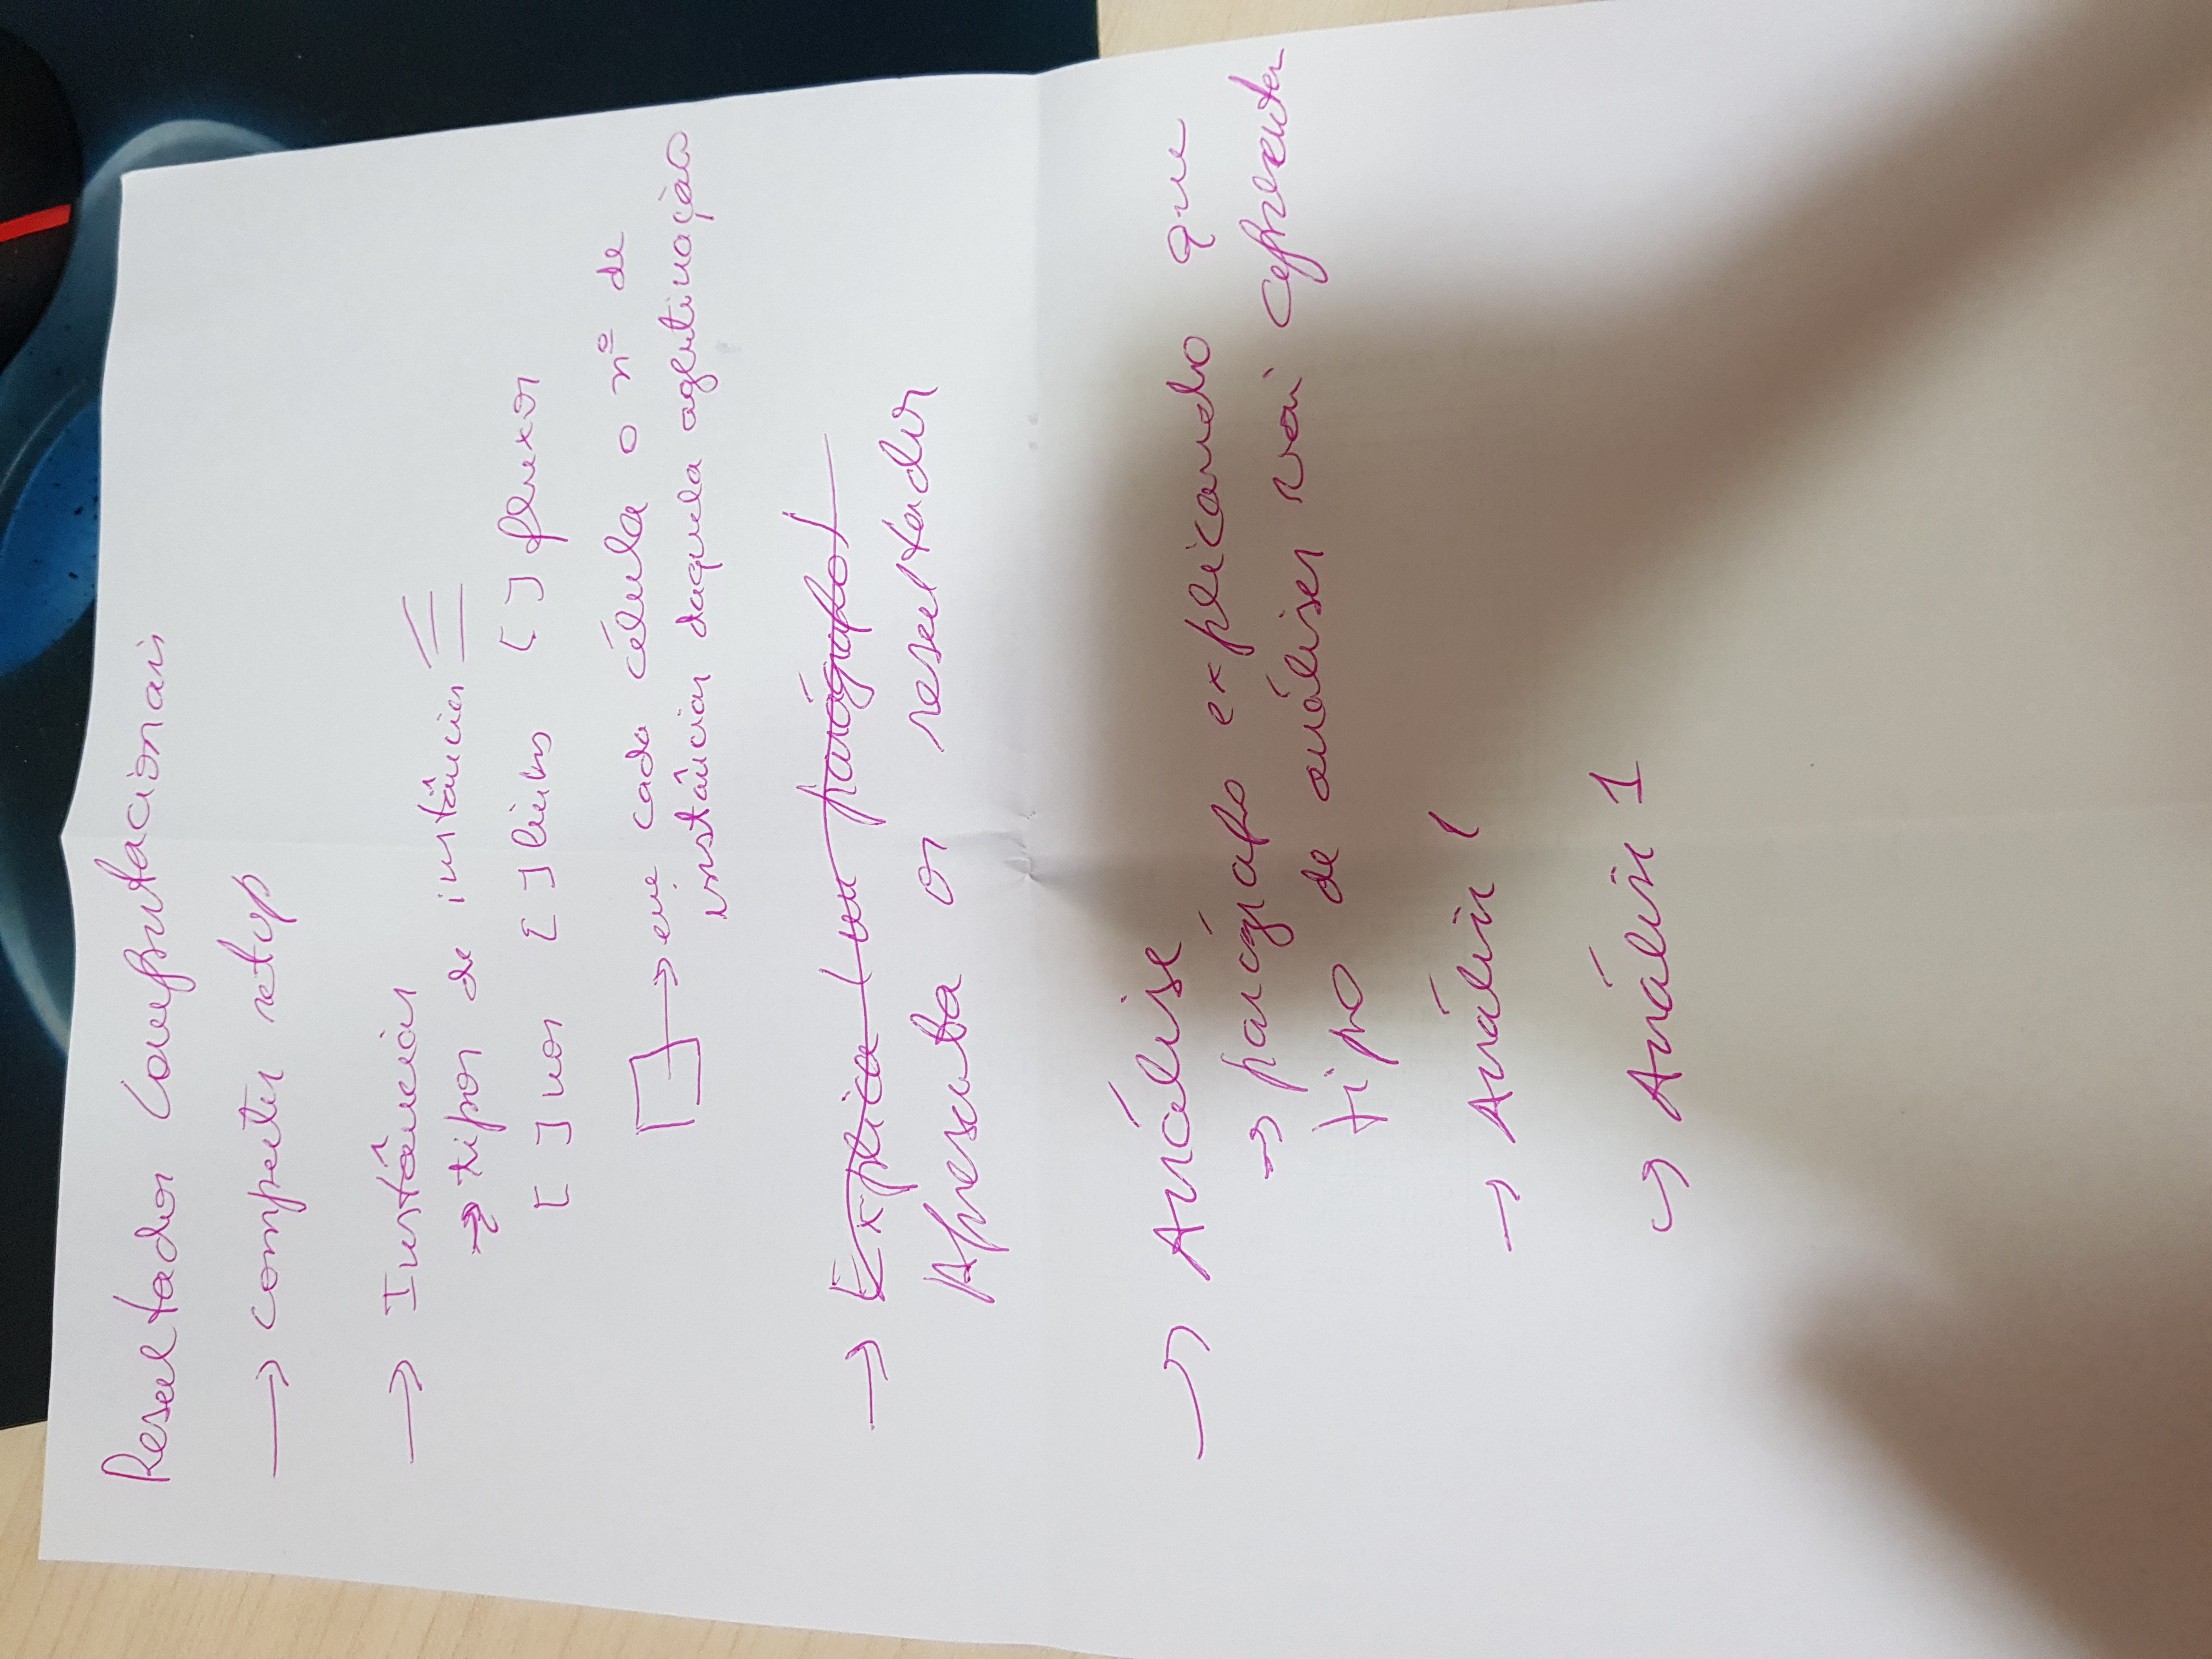 Resultados Computacionais
→ computer setup
→ Instâncias
→ tipos de instâncias
[ ] nos [ ] links [ ] fluxos
→ em cada célula o nº de
instâncias daquela aglutinação
→ Explica (um parágrafo)
Apresenta os resultados
→ Análise
→ parágrafo explicando que
tipo de análises vai apresentar
→ Análise 1
→ Análise 1